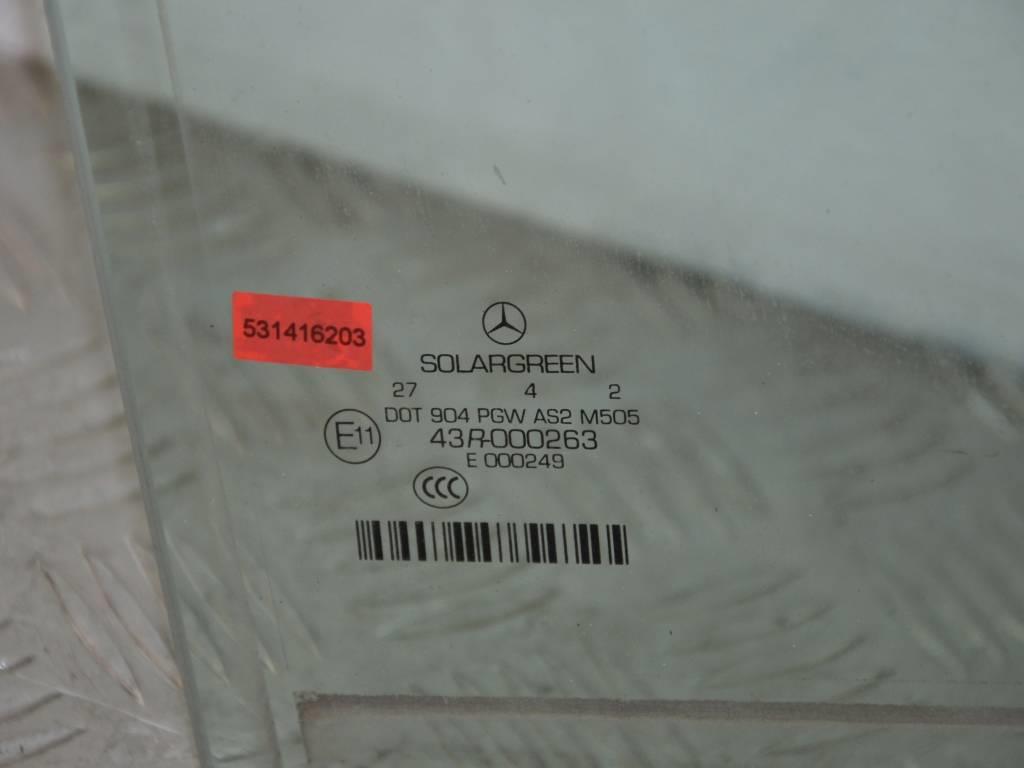 531416203
SOLARGREEN
27 4 2
DOT 904 PGW AS2 M505
E11 43R-000263
E 000249
CCC